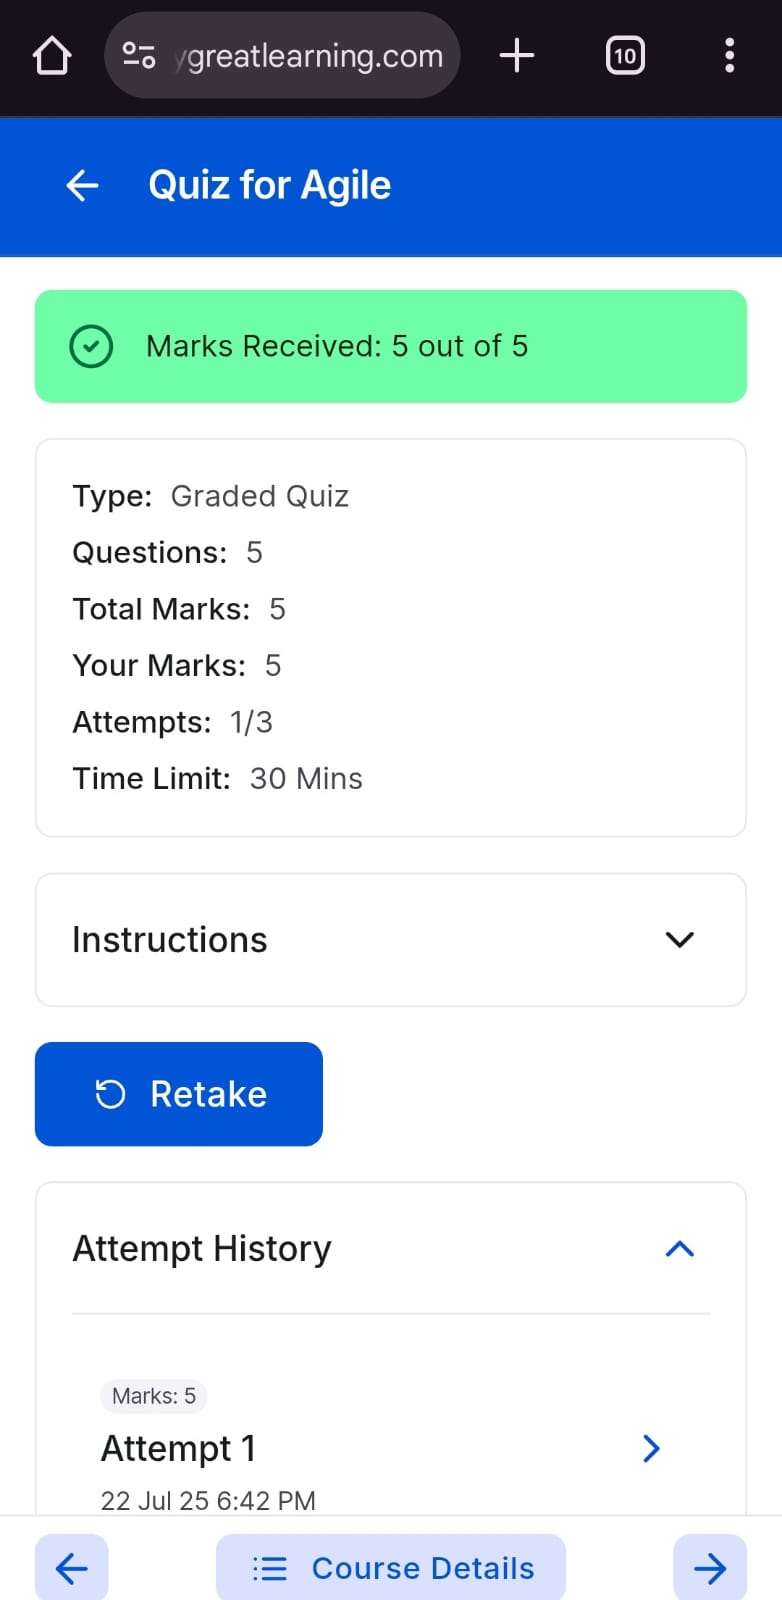 ygreatlearning.com
10
Quiz for Agile
Marks Received: 5 out of 5
Type: Graded Quiz
Questions: 5
Total Marks: 5
Your Marks: 5
Attempts: 1/3
Time Limit: 30 Mins
Instructions
Retake
Attempt History
Marks: 5
Attempt 1
22 Jul 25 6:42 PM
Course Details